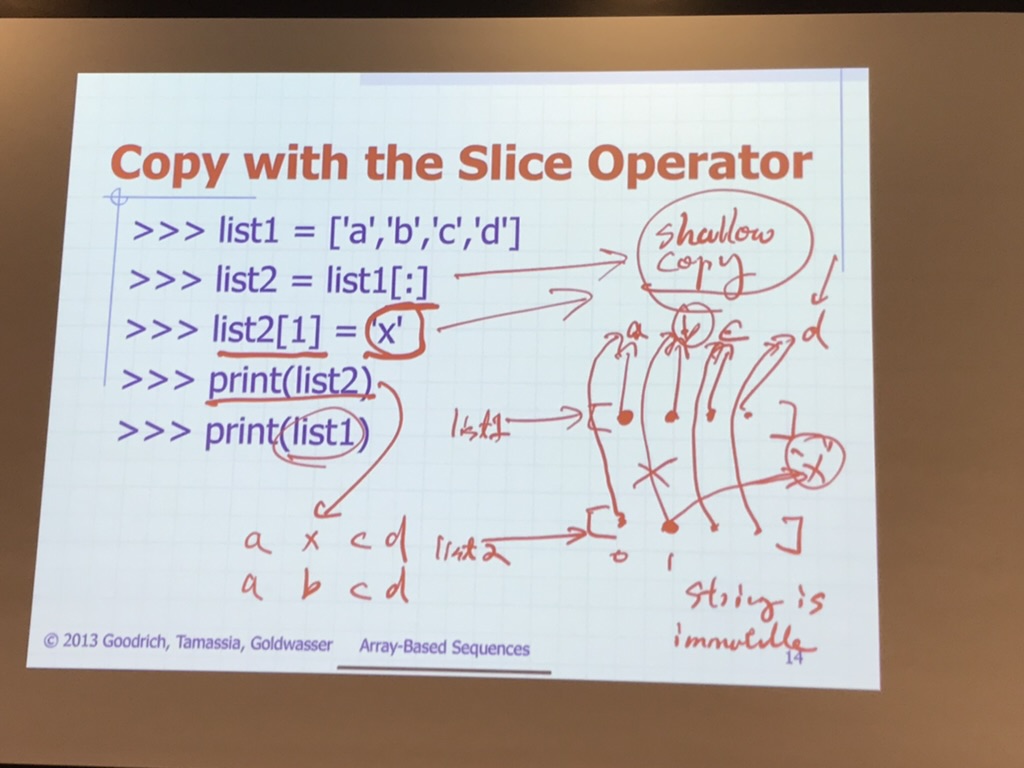 Copy with the Slice Operator
>>> list1 = ['a','b','c','d']
>>> list2 = list1[:]
>>> list2[1] = 'x'
>>> print(list2)
>>> print(list1)
shallow
copy
a b c d
list1 [ ]
'x'
list2 [ ]
0 1
a x c d
a b c d
string is
immutable
© 2013 Goodrich, Tamassia, Goldwasser Array-Based Sequences
14